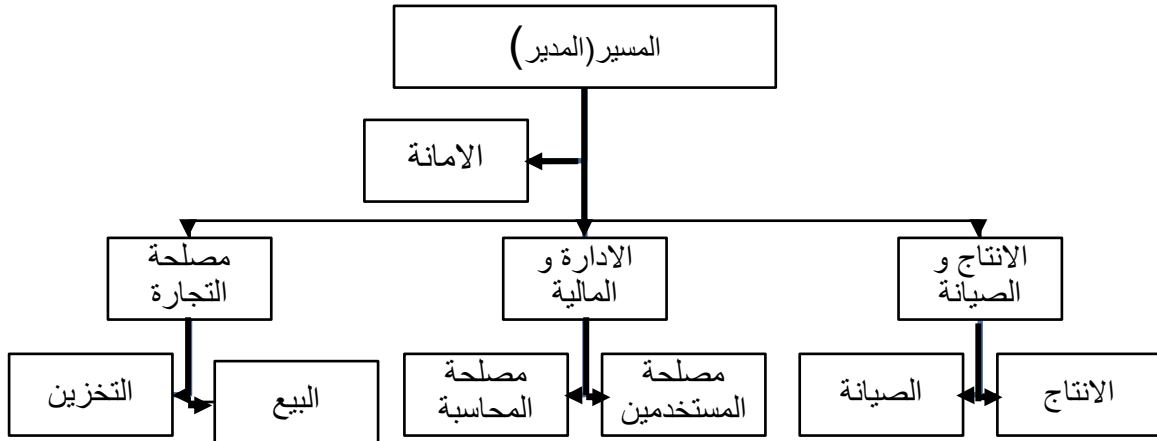 المسير(المدير)
الامانة
الانتاج و
الصيانة
الادارة و
المالية
مصلحة
التجارة
الانتاج
الصيانة
مصلحة
المستخدمين
مصلحة
المحاسبة
البيع
التخزين